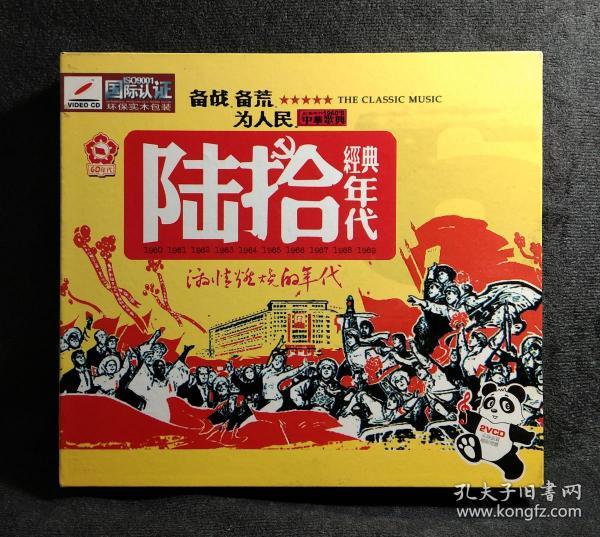 VIDEO CD
ISO9001
国际认证
环保实木包装
备战、备荒
为人民
★★★★★ THE CLASSIC MUSIC
中華歌典
60年代
陆拾
經典
年代
1960 1961 1962 1963 1964 1965 1966 1967 1968 1969
激情燃烧的年代
2VCD
孔夫子旧书网
www.kongfz.com